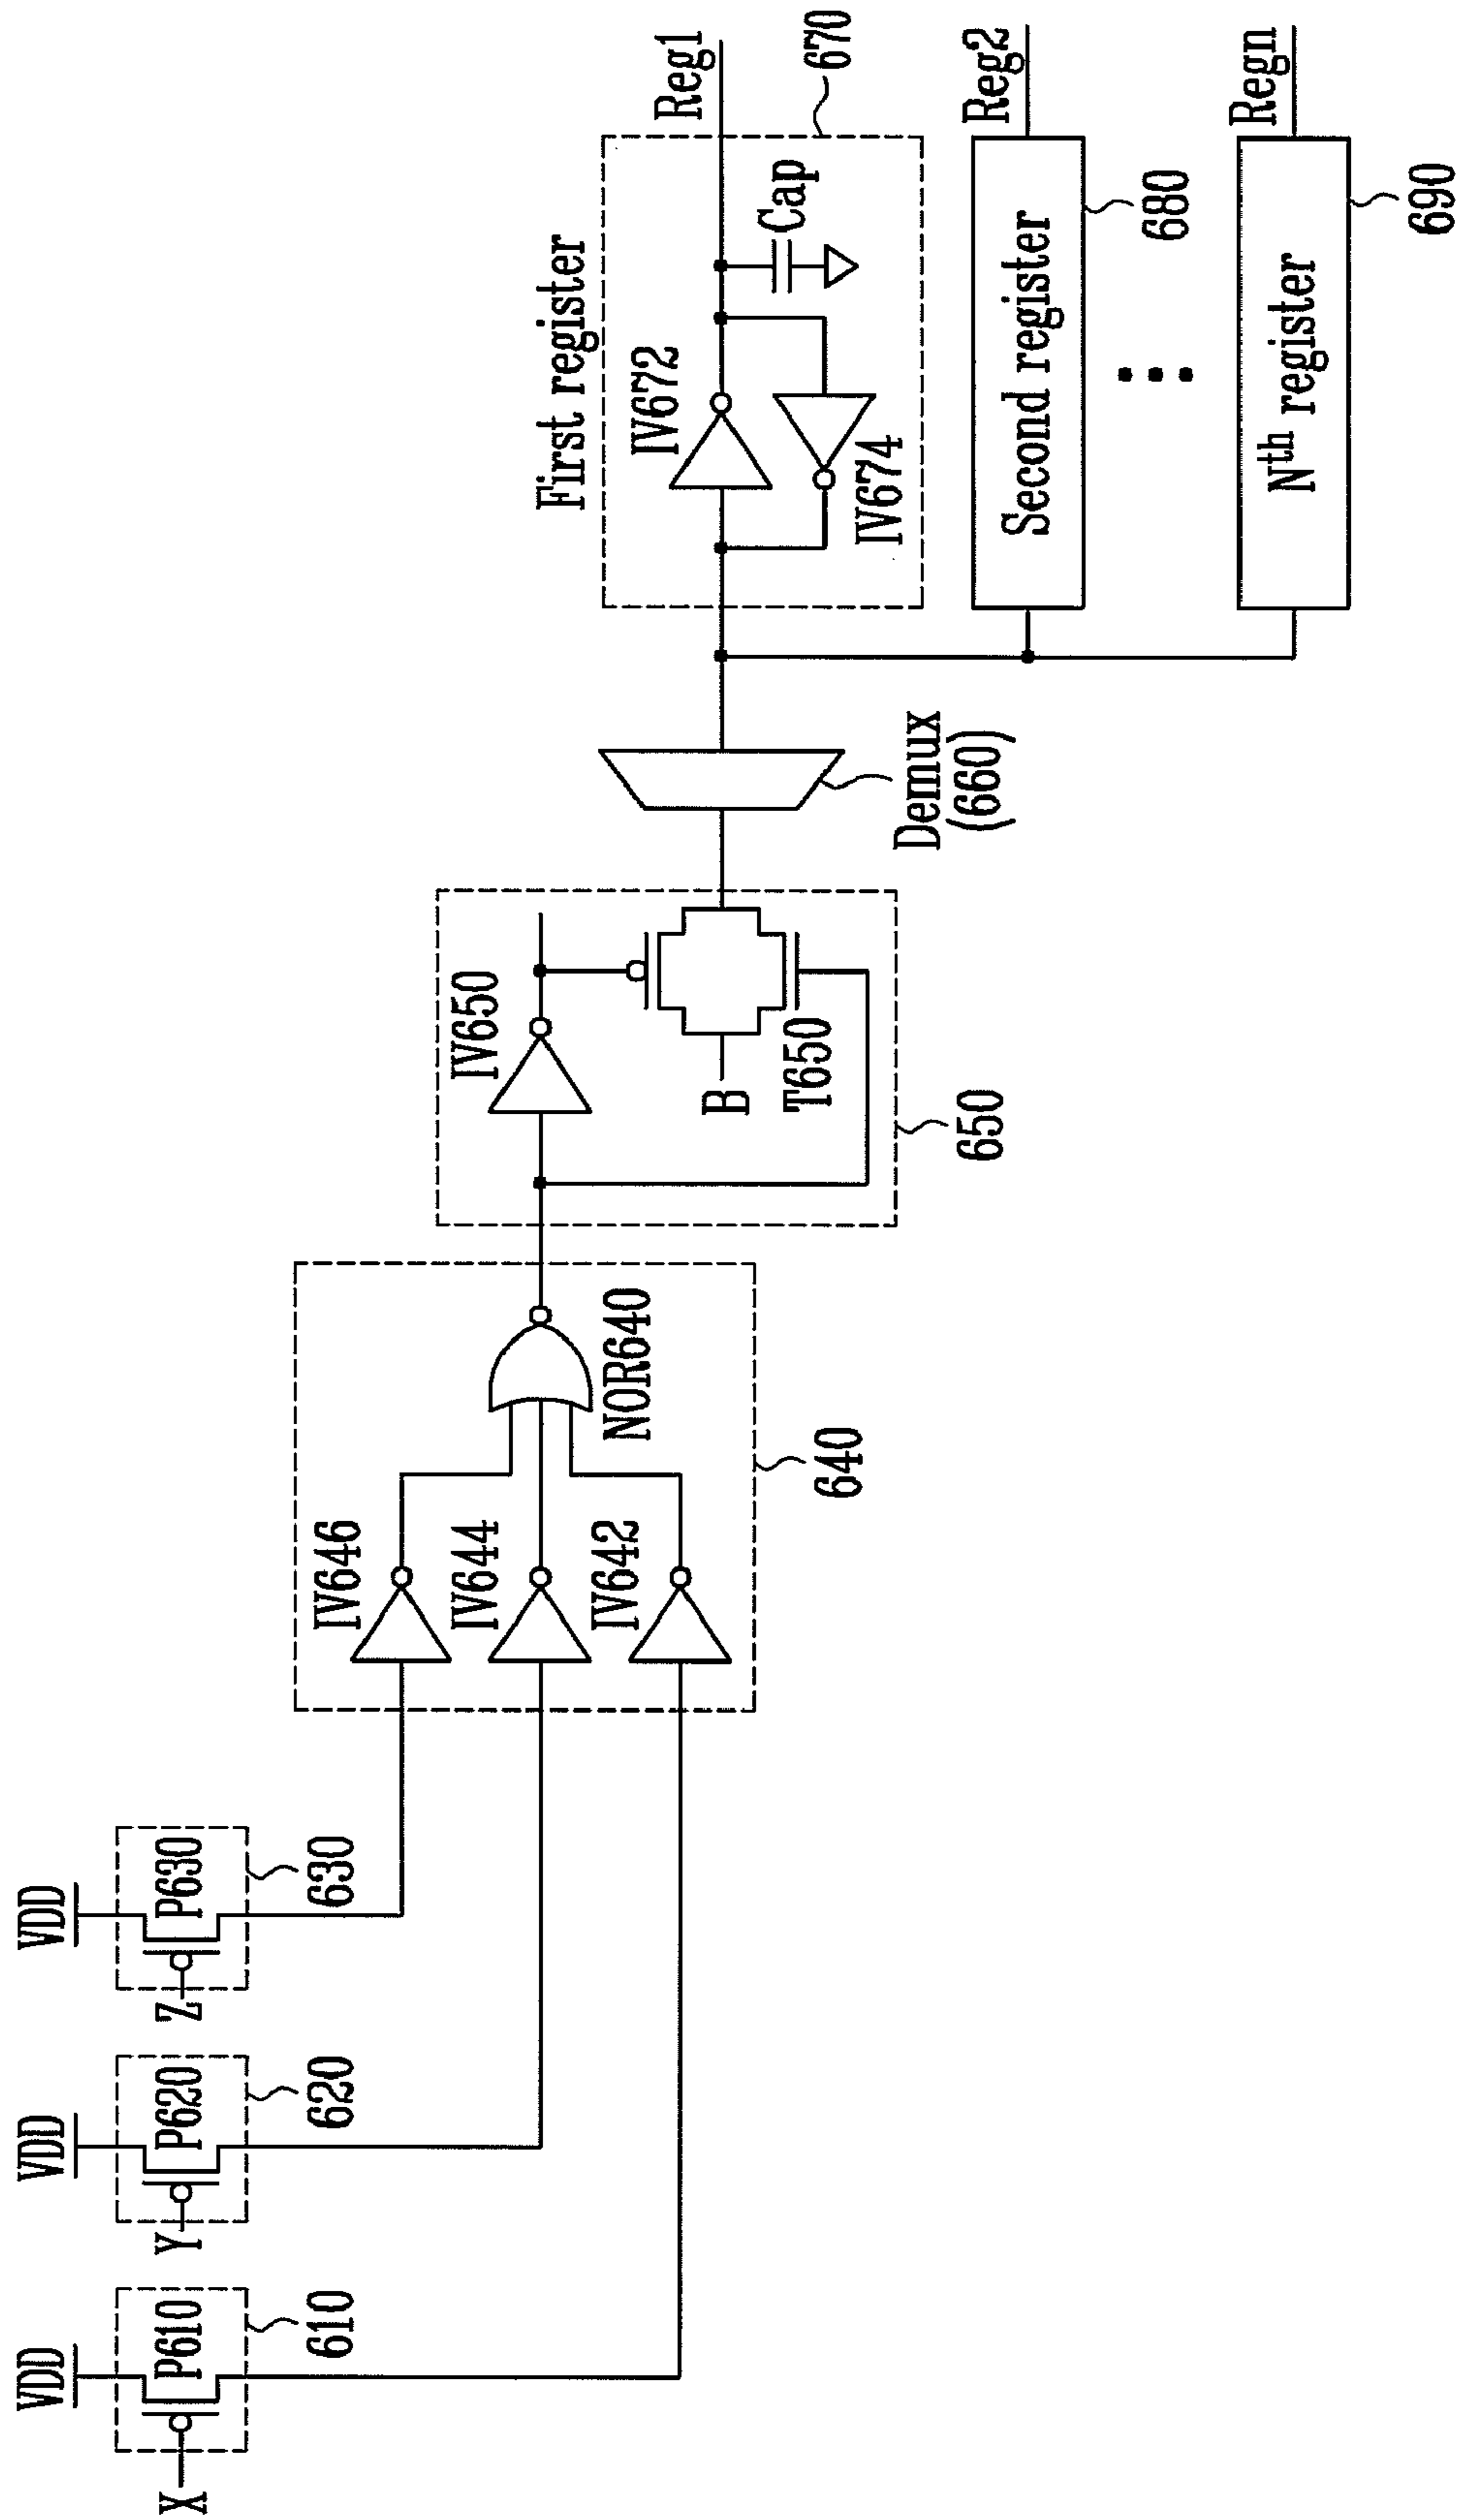 VDD
X
P610
610
VDD
Y
P620
620
VDD
Z
P630
630
IV646
IV644
IV642
NOR640
640
IV650
B
T650
650
Demux
(660)
First register
IV672
IV674
Cap
Reg1
670
Second register
Reg2
680
Nth register
Regn
690